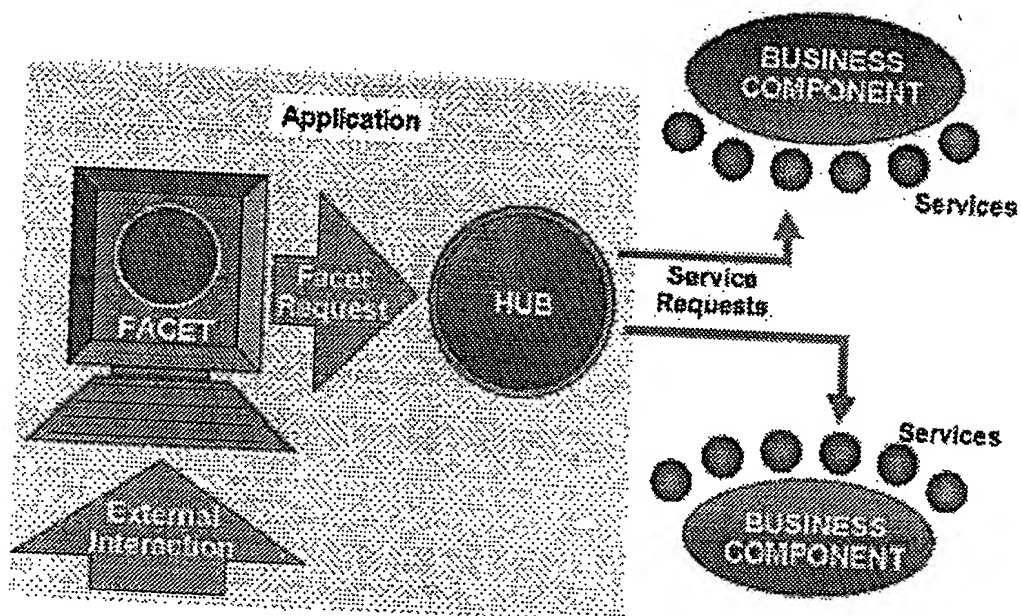 BUSINESS
COMPONENT
Application
Services
Facet
Request
HUB
Service
Requests
FACET
Services
External
Interaction
BUSINESS
COMPONENT